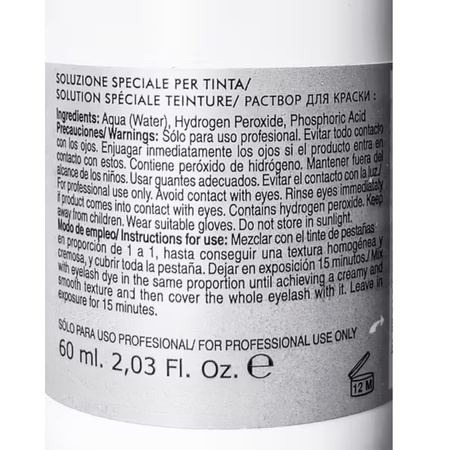 SOLUZIONE SPECIALE PER TINTA/
SOLUTION SPÉCIALE TEINTURE/ РАСТВОР ДЛЯ КРАСКИ :
Ingredients: Aqua (Water), Hydrogen Peroxide, Phosphoric Acid
Precauciones/ Warnings: Sólo para uso profesional. Evitar todo contacto
con los ojos. Enjuagar inmediatamente los ojos si el producto entra en
contacto con estos. Contiene peróxido de hidrógeno. Mantener fuera del
alcance de los niños. Usar guantes adecuados. Evitar el contacto con la luz/
For professional use only. Avoid contact with eyes. Rinse eyes immediately
if product comes into contact with eyes. Contains hydrogen peroxide. Keep
away from children. Wear suitable gloves. Do not store in sunlight.
Modo de empleo/ Instructions for use: Mezclar con el tinte de pestañas
en proporción de 1 a 1, hasta conseguir una textura homogénea y
cremosa, y cubrir toda la pestaña. Dejar en exposición 15 minutos./ Mix
with eyelash dye in the same proportion until achieving a creamy and
smooth texture and then cover the whole eyelash with it. Leave in
exposure for 15 minutes.
SÓLO PARA USO PROFESIONAL/ FOR PROFESSIONAL USE ONLY
60 ml. 2,03 Fl. Oz. ℮
12 M